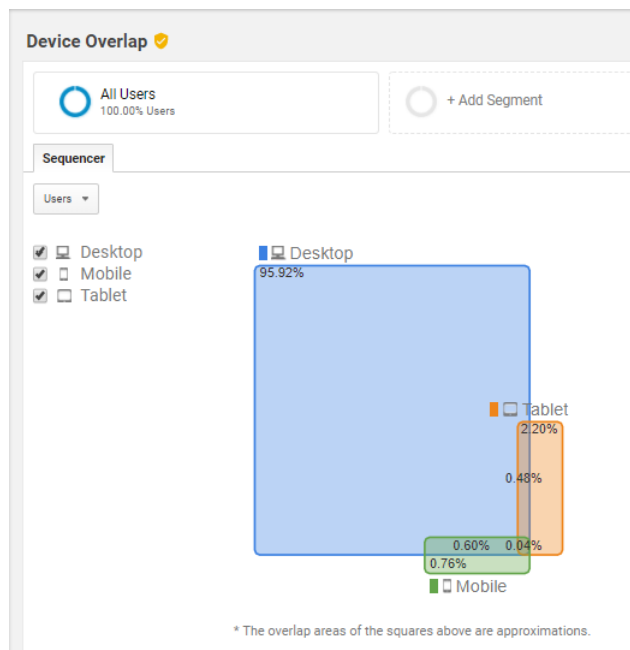 Device Overlap
All Users
100.00% Users
+ Add Segment
Sequencer
Users
Desktop
Mobile
Tablet
Desktop
95.92%
Tablet
2.20%
0.48%
0.60% 0.04%
0.76%
Mobile
* The overlap areas of the squares above are approximations.